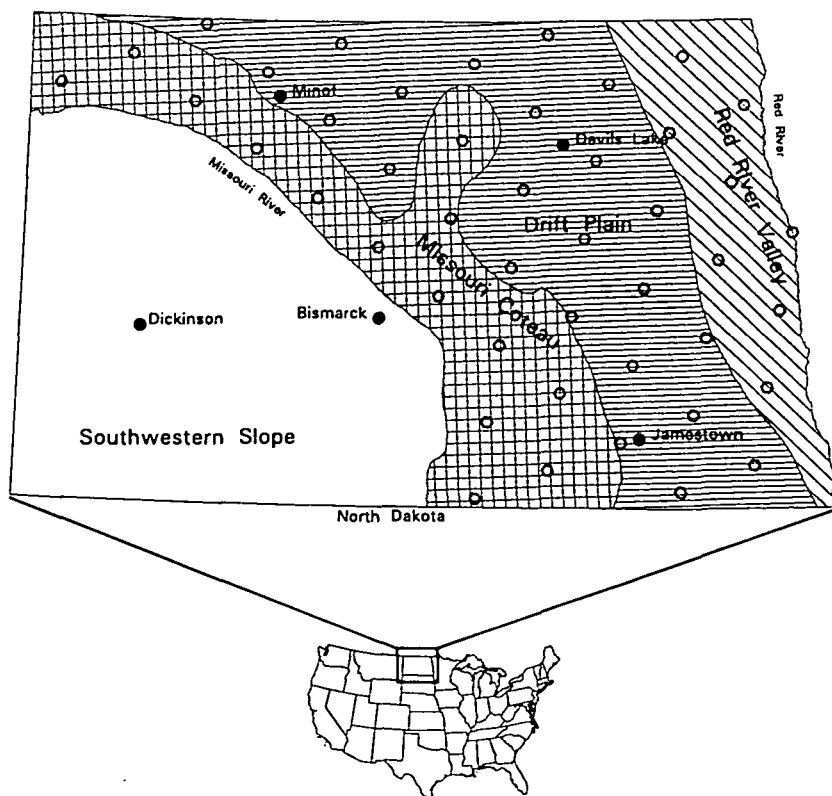 Minot
Devils Lake
Red River
Red River Valley
Missouri River
Drift Plain
Missouri Coteau
Dickinson
Bismarck
Southwestern Slope
Jamestown
North Dakota